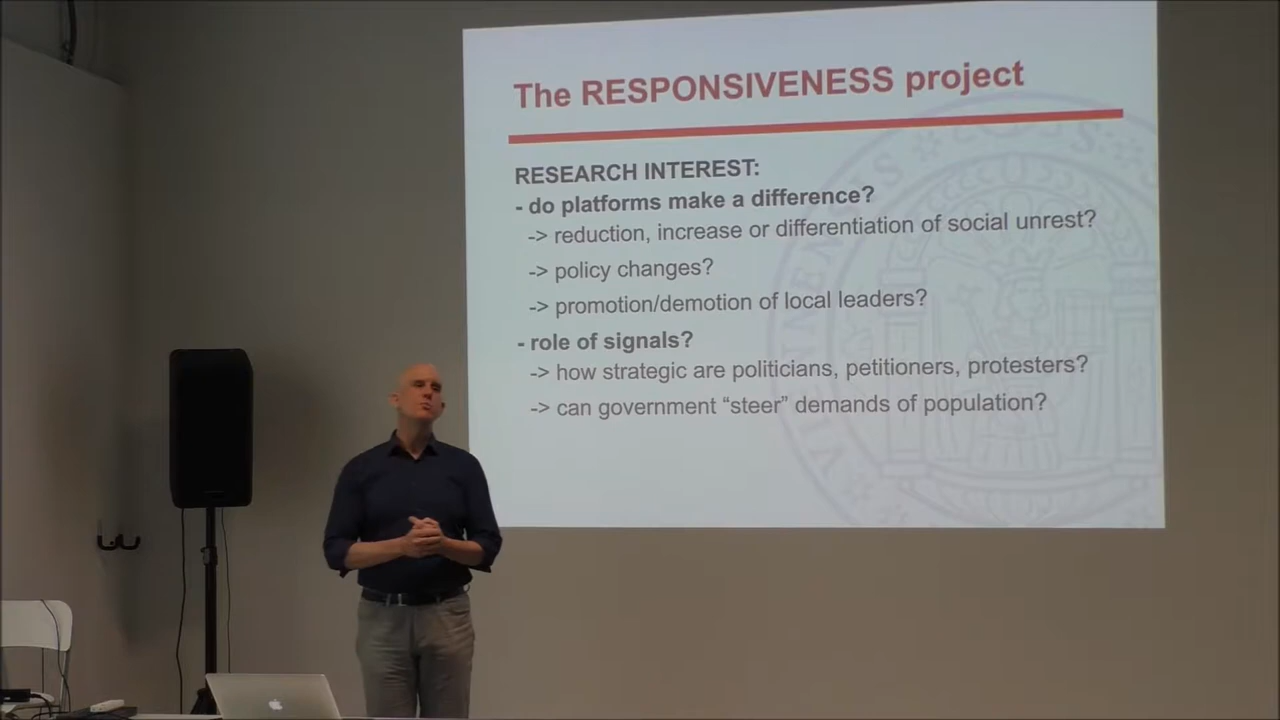 The RESPONSIVENESS project
RESEARCH INTEREST:
- do platforms make a difference?
-> reduction, increase or differentiation of social unrest?
-> policy changes?
-> promotion/demotion of local leaders?
- role of signals?
-> how strategic are politicians, petitioners, protesters?
-> can government “steer” demands of population?